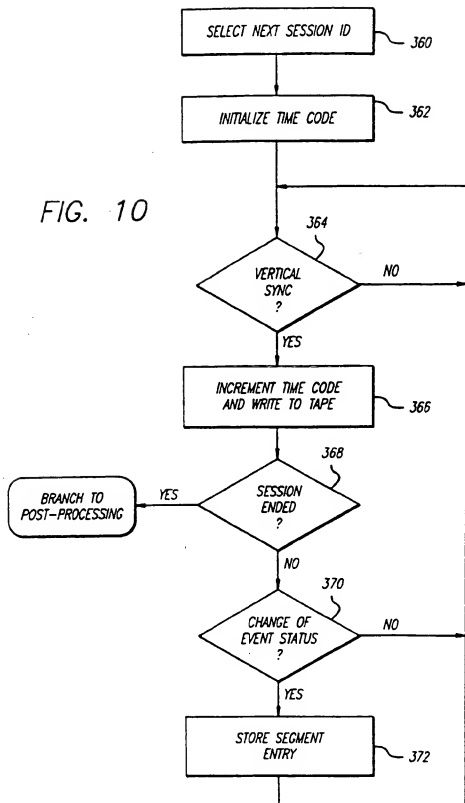 SELECT NEXT SESSION ID
360
INITIALIZE TIME CODE
362
FIG. 10
364
VERTICAL
SYNC
?
NO
YES
INCREMENT TIME CODE
AND WRITE TO TAPE
366
368
SESSION
ENDED
?
YES
BRANCH TO
POST-PROCESSING
NO
370
CHANGE OF
EVENT STATUS
?
NO
YES
STORE SEGMENT
ENTRY
372